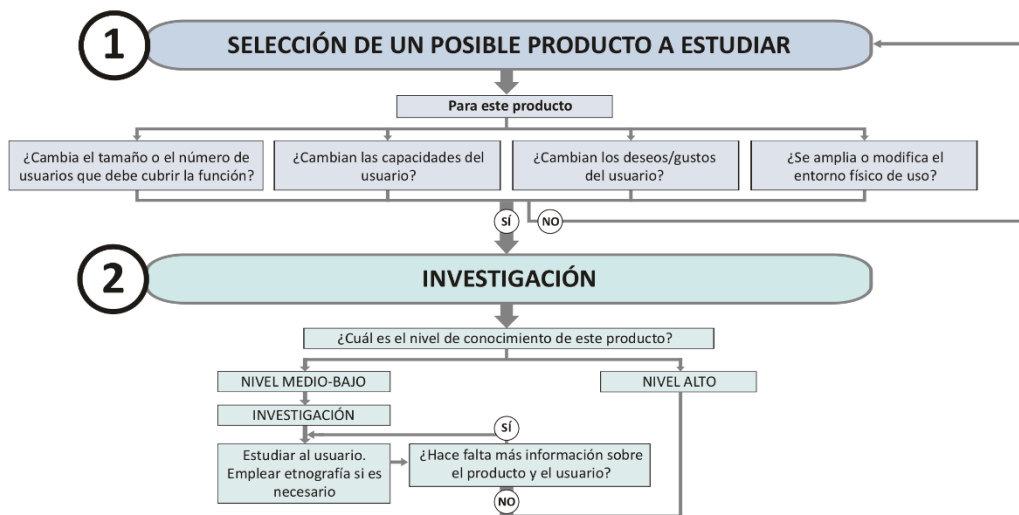 1
SELECCIÓN DE UN POSIBLE PRODUCTO A ESTUDIAR
Para este producto
¿Cambia el tamaño o el número de
usuarios que debe cubrir la función?
¿Cambian las capacidades del
usuario?
¿Cambian los deseos/gustos
del usuario?
¿Se amplia o modifica el
entorno físico de uso?
SÍ
NO
2
INVESTIGACIÓN
¿Cuál es el nivel de conocimiento de este producto?
NIVEL MEDIO-BAJO
NIVEL ALTO
INVESTIGACIÓN
SÍ
Estudiar al usuario.
Emplear etnografía si es
necesario
¿Hace falta más información sobre
el producto y el usuario?
NO